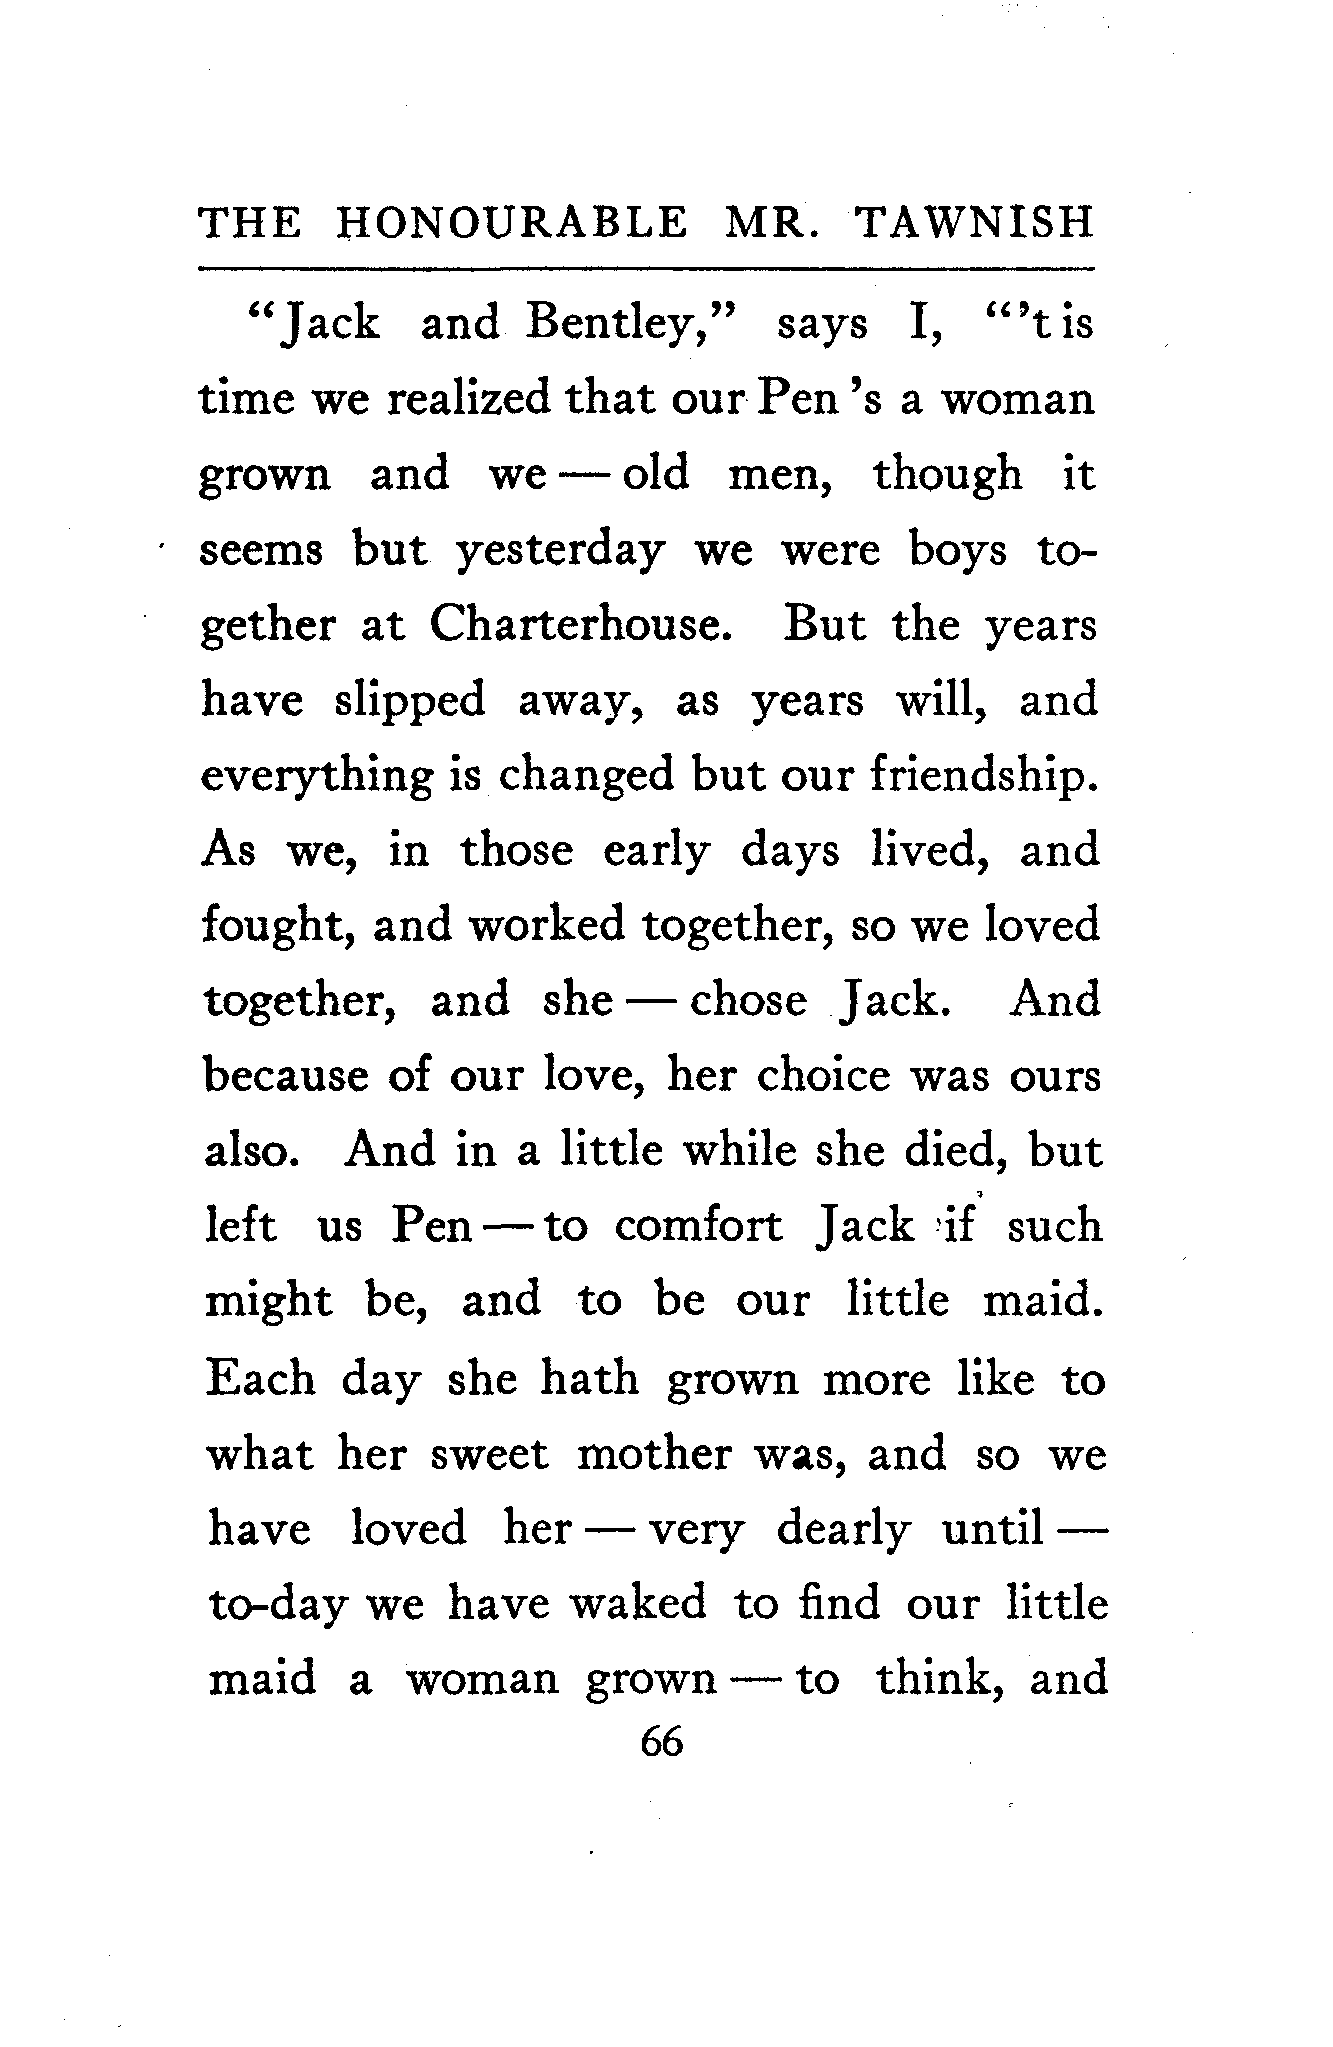 THE HONOURABLE MR. TAWNISH
"Jack and Bentley," says I, "'t is
time we realized that our Pen 's a woman
grown and we — old men, though it
seems but yesterday we were boys to-
gether at Charterhouse. But the years
have slipped away, as years will, and
everything is changed but our friendship.
As we, in those early days lived, and
fought, and worked together, so we loved
together, and she — chose Jack. And
because of our love, her choice was ours
also. And in a little while she died, but
left us Pen — to comfort Jack if such
might be, and to be our little maid.
Each day she hath grown more like to
what her sweet mother was, and so we
have loved her — very dearly until —
to-day we have waked to find our little
maid a woman grown — to think, and
66